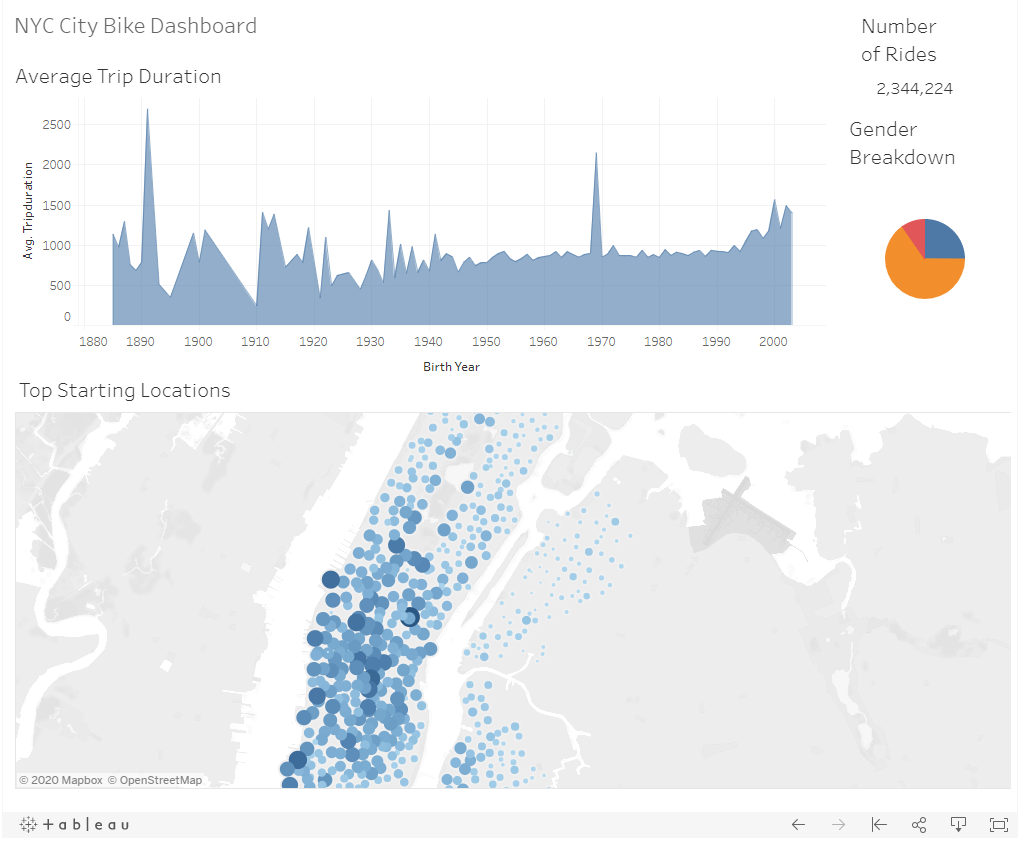 NYC City Bike Dashboard
Number
of Rides
2,344,224
Average Trip Duration
Gender
Breakdown
Avg. Tripduration
2500
2000
1500
1000
500
0
1880 1890 1900 1910 1920 1930 1940 1950 1960 1970 1980 1990 2000
Birth Year
Top Starting Locations
© 2020 Mapbox © OpenStreetMap
+ableau